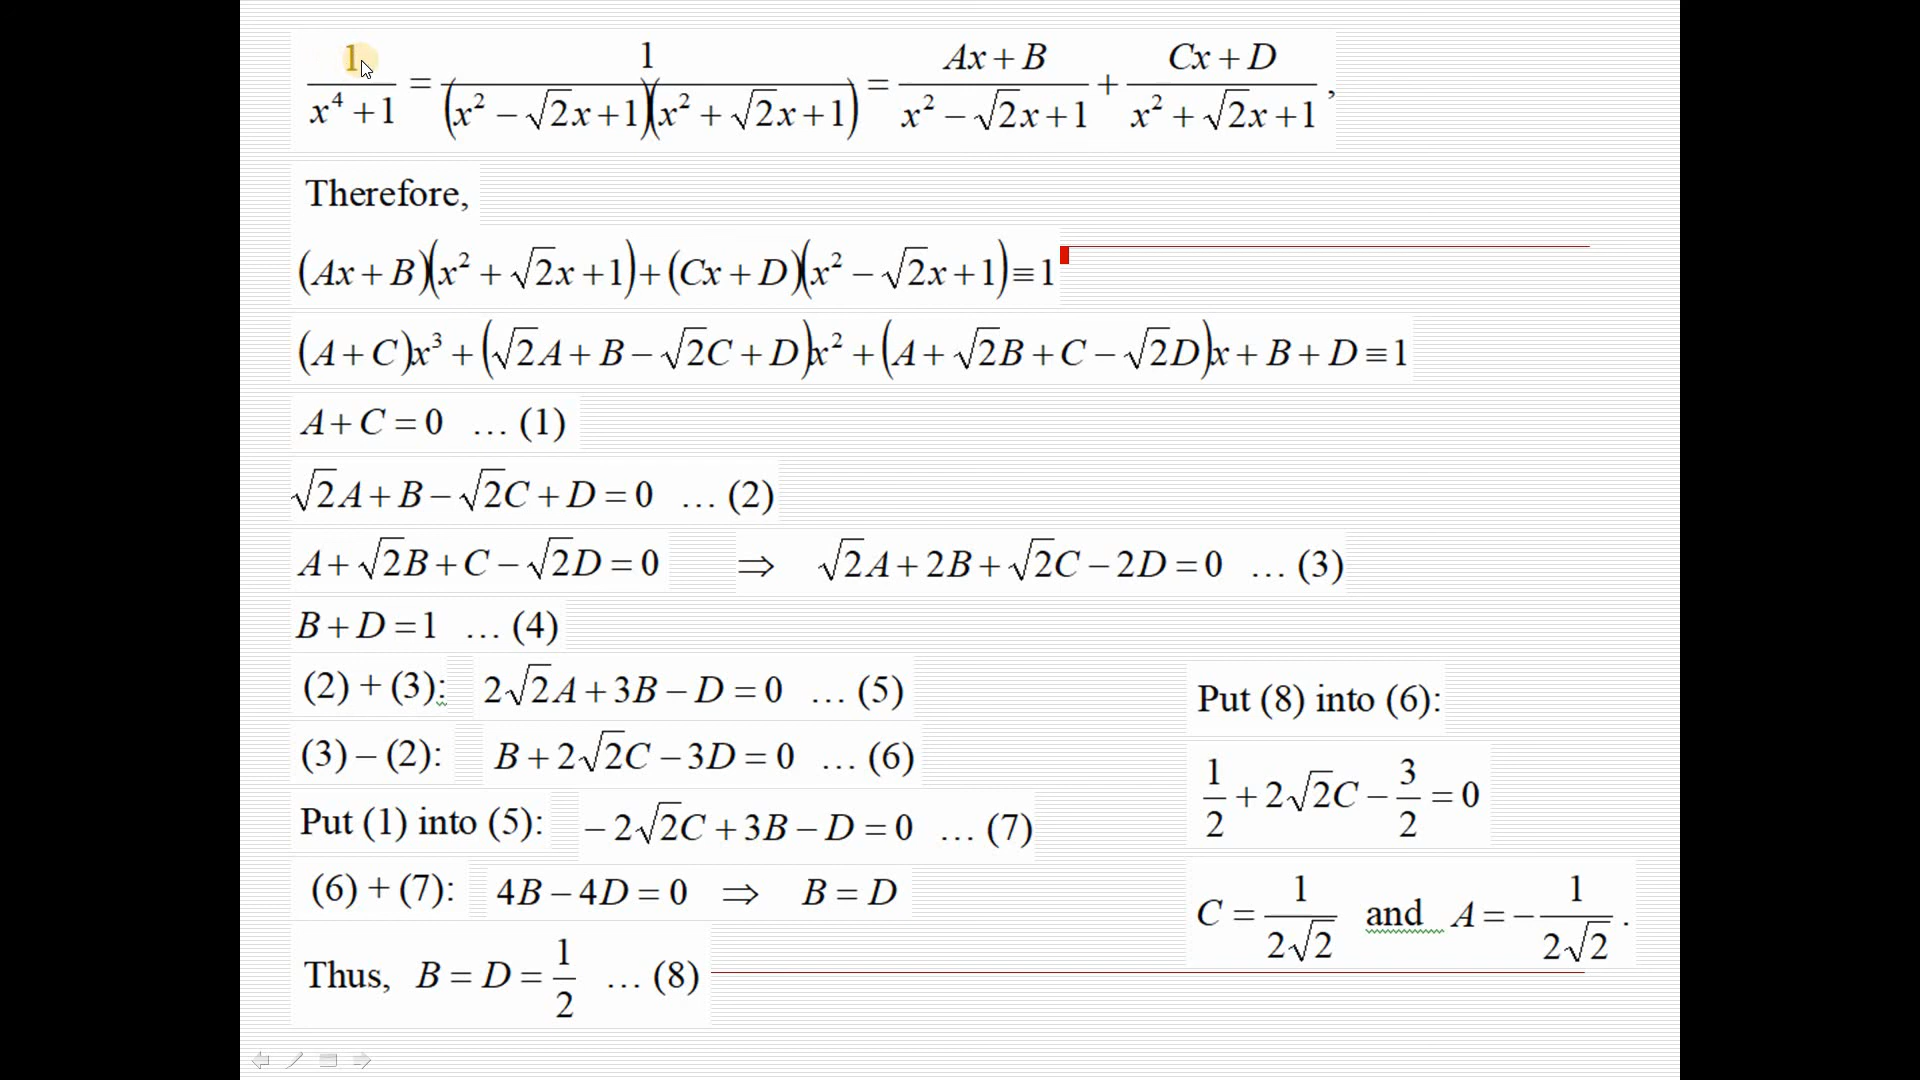 1/(x⁴+1) = 1/((x²−√2x+1)(x²+√2x+1)) = (Ax+B)/(x²−√2x+1) + (Cx+D)/(x²+√2x+1),
Therefore,
(Ax+B)(x²+√2x+1)+(Cx+D)(x²−√2x+1)≡1
(A+C)x³+(√2A+B−√2C+D)x²+(A+√2B+C−√2D)x+B+D≡1
A+C=0 …(1)
√2A+B−√2C+D=0 …(2)
A+√2B+C−√2D=0 ⇒ √2A+2B+√2C−2D=0 …(3)
B+D=1 …(4)
(2) + (3): 2√2A+3B−D=0 …(5)
(3) – (2): B+2√2C−3D=0 …(6)
Put (1) into (5): −2√2C+3B−D=0 …(7)
(6) + (7): 4B−4D=0 ⇒ B=D
Thus, B=D=1/2 …(8)
Put (8) into (6):
1/2+2√2C−3/2=0
C=1/(2√2) and A=−1/(2√2).